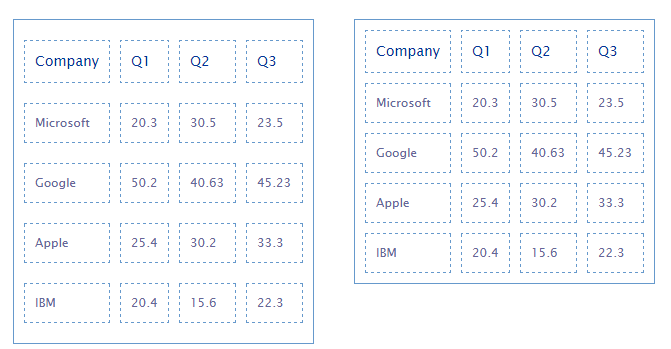 Company Q1 Q2 Q3
Microsoft 20.3 30.5 23.5
Google 50.2 40.63 45.23
Apple 25.4 30.2 33.3
IBM 20.4 15.6 22.3
Company Q1 Q2 Q3
Microsoft 20.3 30.5 23.5
Google 50.2 40.63 45.23
Apple 25.4 30.2 33.3
IBM 20.4 15.6 22.3